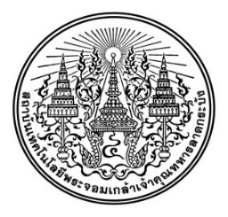 ๔
สถาบันเทคโนโลยีพระจอมเกล้าเจ้าคุณทหารลาดกระบัง